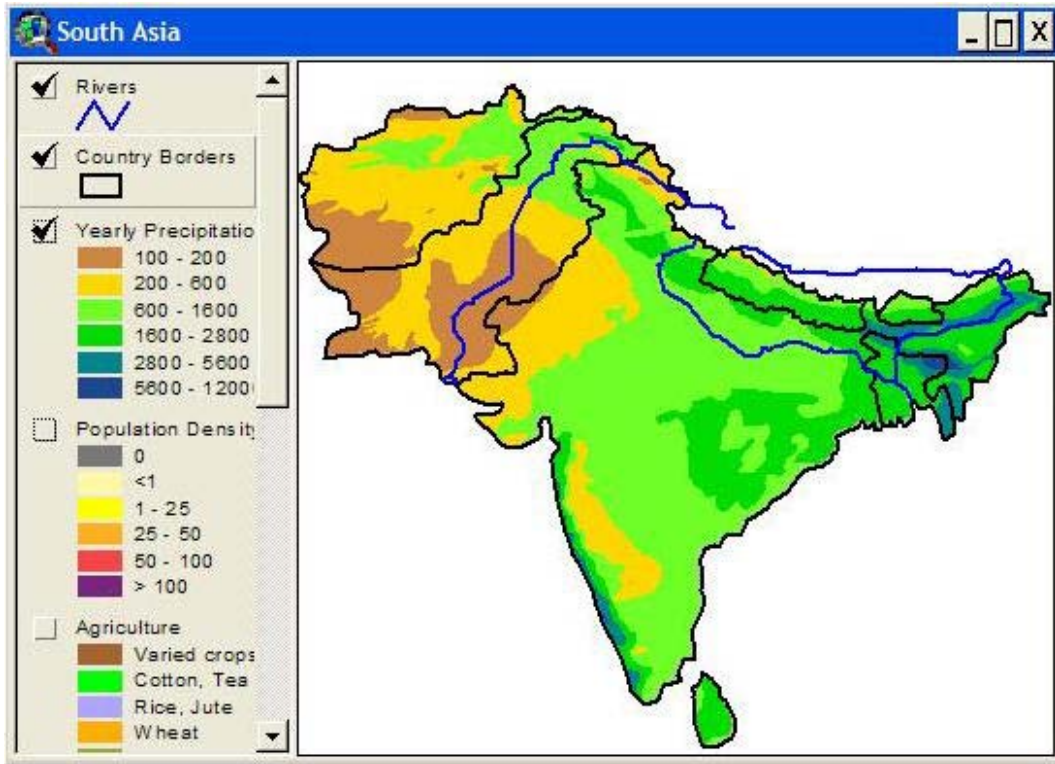 South Asia
Rivers
Country Borders
Yearly Precipitatio
100 - 200
200 - 600
600 - 1600
1600 - 2800
2800 - 5600
5600 - 1200
Population Density
0
<1
1 - 25
25 - 50
50 - 100
> 100
Agriculture
Varied crops
Cotton, Tea
Rice, Jute
Wheat